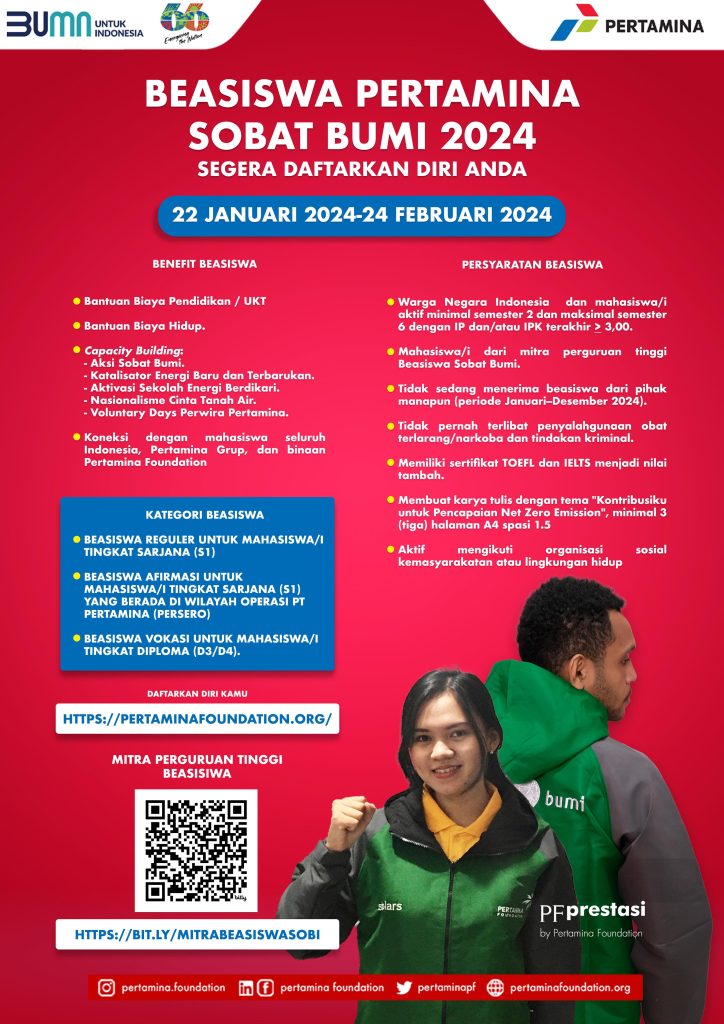 BUMN UNTUK
INDONESIA
66
Energizing
the Nation
PERTAMINA
BEASISWA PERTAMINA
SOBAT BUMI 2024
SEGERA DAFTARKAN DIRI ANDA
22 JANUARI 2024-24 FEBRUARI 2024
BENEFIT BEASISWA
Bantuan Biaya Pendidikan / UKT
Bantuan Biaya Hidup.
Capacity Building:
- Aksi Sobat Bumi.
- Katalisator Energi Baru dan Terbarukan.
- Aktivasi Sekolah Energi Berdikari.
- Nasionalisme Cinta Tanah Air.
- Voluntary Days Perwira Pertamina.
Koneksi dengan mahasiswa seluruh
Indonesia, Pertamina Grup, dan binaan
Pertamina Foundation
PERSYARATAN BEASISWA
Warga Negara Indonesia dan mahasiswa/i
aktif minimal semester 2 dan maksimal semester
6 dengan IP dan/atau IPK terakhir ≥ 3,00.
Mahasiswa/i dari mitra perguruan tinggi
Beasiswa Sobat Bumi.
Tidak sedang menerima beasiswa dari pihak
manapun (periode Januari–Desember 2024).
Tidak pernah terlibat penyalahgunaan obat
terlarang/narkoba dan tindakan kriminal.
Memiliki sertifikat TOEFL dan IELTS menjadi nilai
tambah.
Membuat karya tulis dengan tema "Kontribusiku
untuk Pencapaian Net Zero Emission", minimal 3
(tiga) halaman A4 spasi 1.5
Aktif mengikuti organisasi sosial
kemasyarakatan atau lingkungan hidup
KATEGORI BEASISWA
BEASISWA REGULER UNTUK MAHASISWA/I
TINGKAT SARJANA (S1)
BEASISWA AFIRMASI UNTUK
MAHASISWA/I TINGKAT SARJANA (S1)
YANG BERADA DI WILAYAH OPERASI PT
PERTAMINA (PERSERO)
BEASISWA VOKASI UNTUK MAHASISWA/I
TINGKAT DIPLOMA (D3/D4).
DAFTARKAN DIRI KAMU
HTTPS://PERTAMINAFOUNDATION.ORG/
MITRA PERGURUAN TINGGI
BEASISIWA
bitly
HTTPS://BIT.LY/MITRABEASISWASOBI
bumi
PERTAMINA
FOUNDATION
PFprestasi
by Pertamina Foundation
pertamina.foundation pertamina foundation pertaminapf pertaminafoundation.org